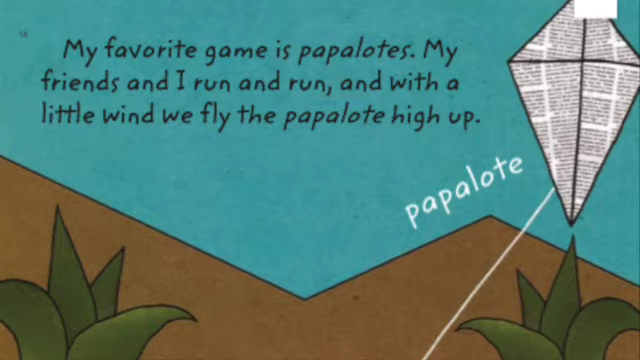 16
My favorite game is papalotes. My
friends and I run and run, and with a
little wind we fly the papalote high up.
papalote